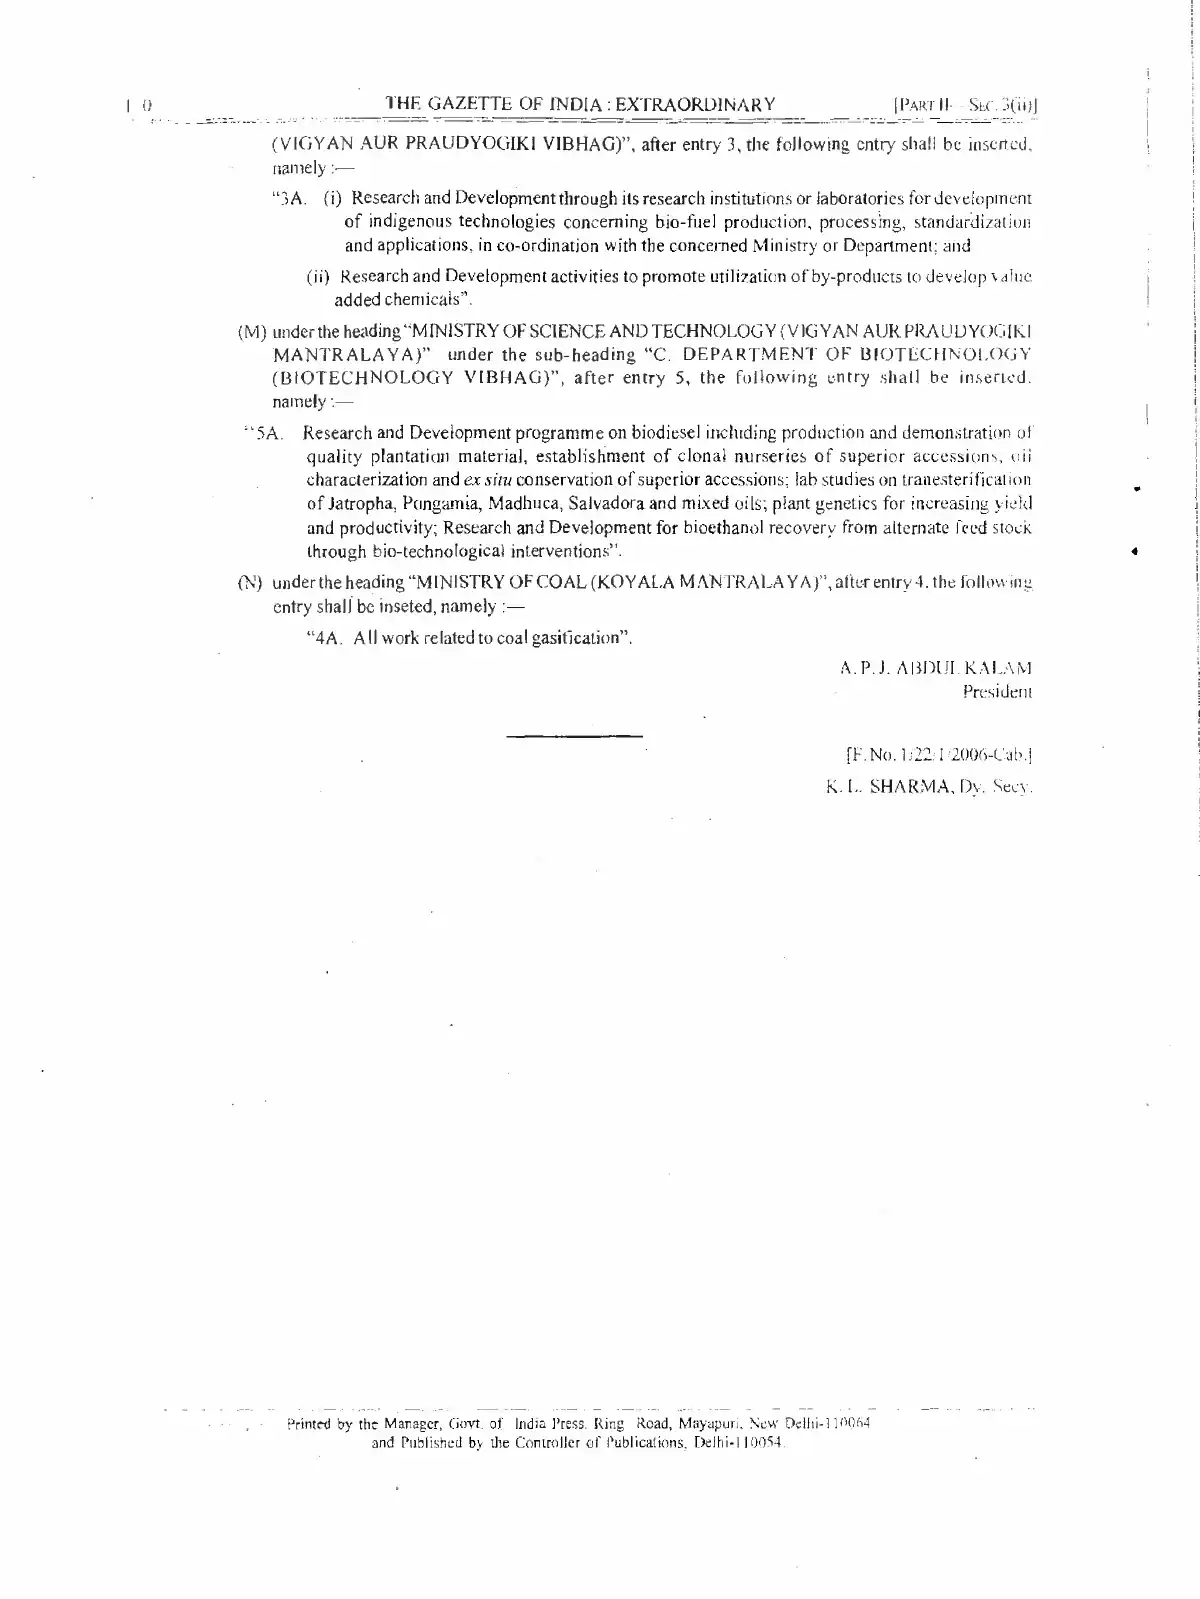 10 THE GAZETTE OF INDIA : EXTRAORDINARY [PART II—SEC. 3(ii)]
(VIGYAN AUR PRAUDYOGIKI VIBHAG)”, after entry 3, the following entry shall be inserted,
namely :—
“3A. (i) Research and Development through its research institutions or laboratories for development
of indigenous technologies concerning bio-fuel production, processing, standardization
and applications, in co-ordination with the concerned Ministry or Department; and
(ii) Research and Development activities to promote utilization of by-products to develop value
added chemicals”.
(M) under the heading “MINISTRY OF SCIENCE AND TECHNOLOGY (VIGYAN AUR PRAUDYOGIKI
MANTRALAYA)” under the sub-heading “C. DEPARTMENT OF BIOTECHNOLOGY
(BIOTECHNOLOGY VIBHAG)”, after entry 5, the following entry shall be inserted,
namely :—
“5A. Research and Development programme on biodiesel including production and demonstration of
quality plantation material, establishment of clonal nurseries of superior accessions, oil
characterization and ex situ conservation of superior accessions; lab studies on tranesterification
of Jatropha, Pongamia, Madhuca, Salvadora and mixed oils; plant genetics for increasing yield
and productivity; Research and Development for bioethanol recovery from alternate feed stock
through bio-technological interventions”.
(N) under the heading “MINISTRY OF COAL (KOYALA MANTRALAYA)”, after entry 4, the following
entry shall be inseted, namely :—
“4A. All work related to coal gasification”.
A. P. J. ABDUL KALAM
President
[F. No. 1/22/1/2006-Cab.]
K. L. SHARMA, Dy. Secy.
Printed by the Manager, Govt. of India Press, Ring Road, Mayapuri, New Delhi-110064
and Published by the Controller of Publications, Delhi-110054.